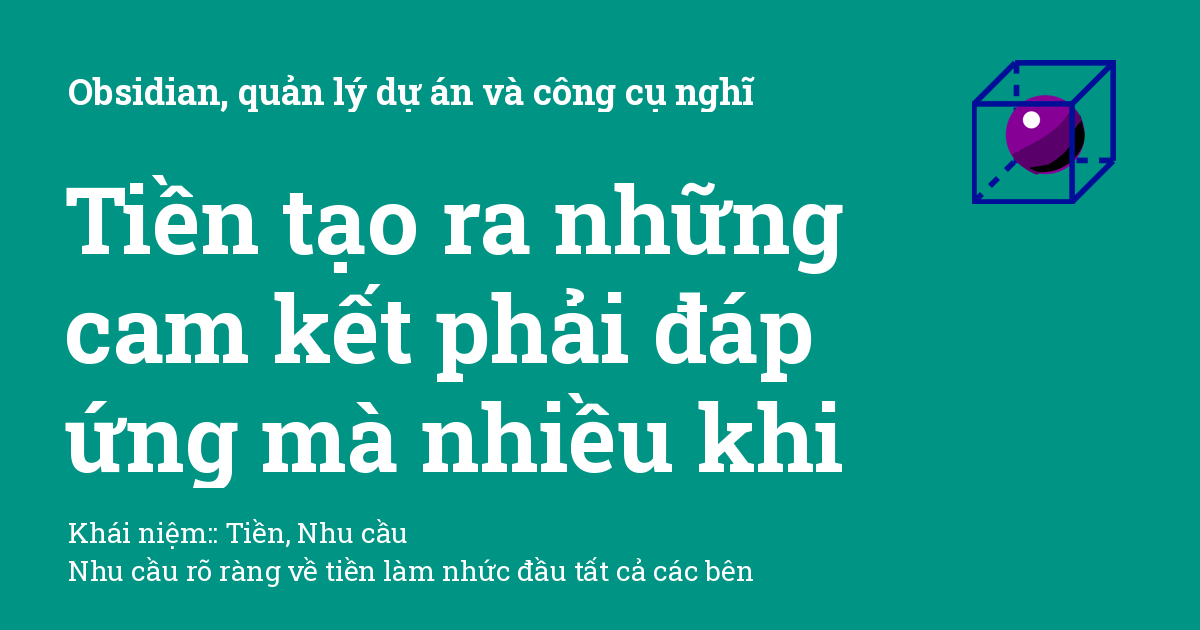 Obsidian, quản lý dự án và công cụ nghĩ
Tiền tạo ra những
cam kết phải đáp
ứng mà nhiều khi
Khái niệm:: Tiền, Nhu cầu
Nhu cầu rõ ràng về tiền làm nhức đầu tất cả các bên